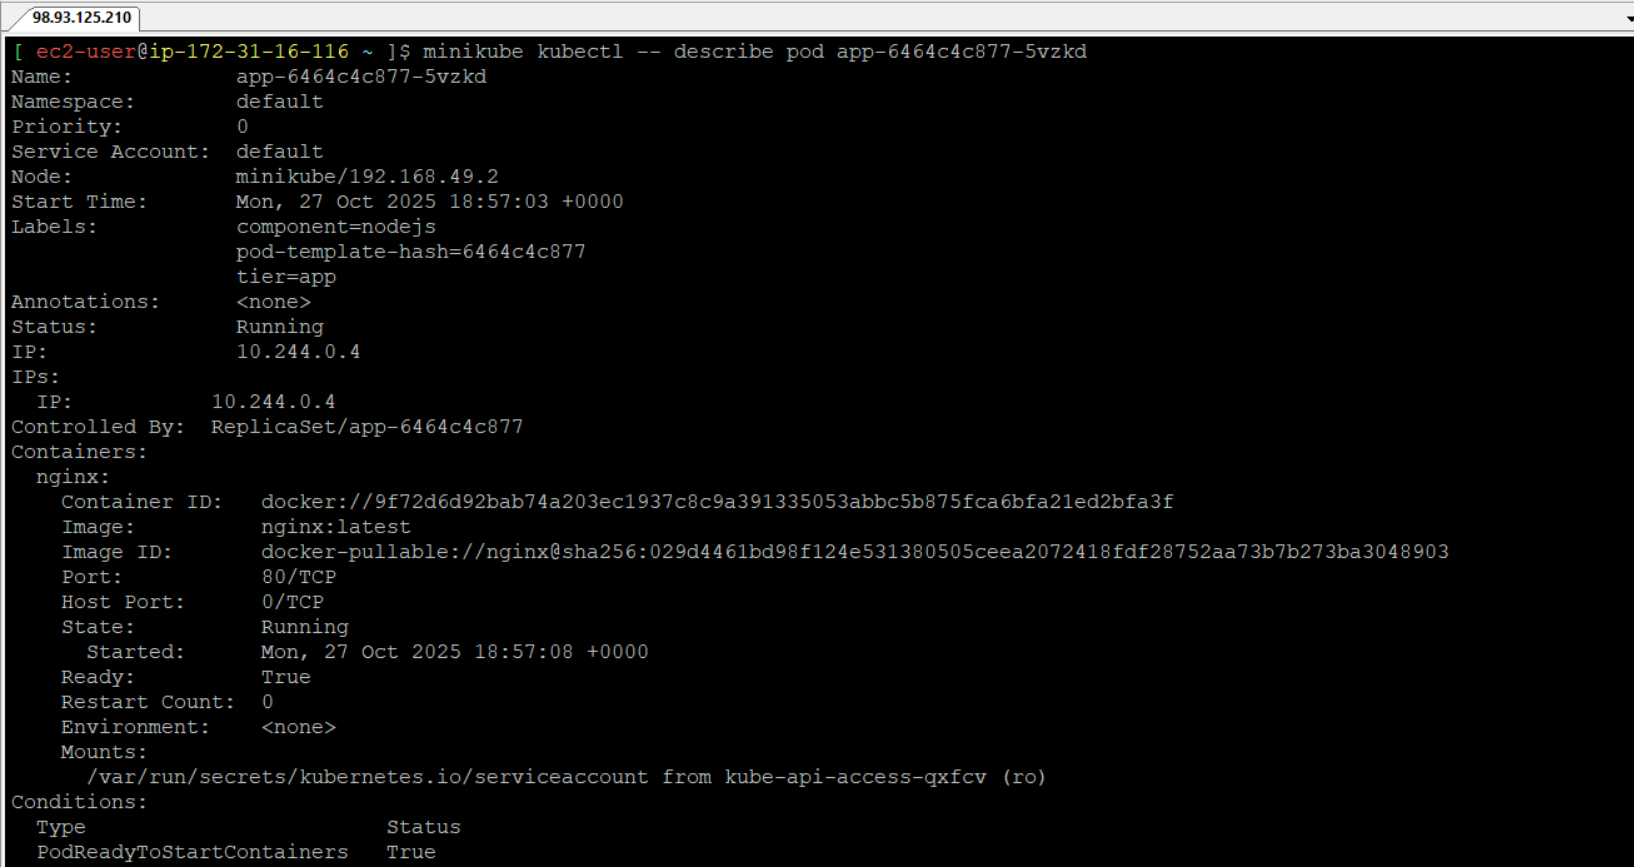 98.93.125.210
[ ec2-user@ip-172-31-16-116 ~ ]$ minikube kubectl -- describe pod app-6464c4c877-5vzkd
Name:             app-6464c4c877-5vzkd
Namespace:        default
Priority:         0
Service Account:  default
Node:             minikube/192.168.49.2
Start Time:       Mon, 27 Oct 2025 18:57:03 +0000
Labels:           component=nodejs
                  pod-template-hash=6464c4c877
                  tier=app
Annotations:      <none>
Status:           Running
IP:               10.244.0.4
IPs:
  IP:           10.244.0.4
Controlled By:  ReplicaSet/app-6464c4c877
Containers:
  nginx:
    Container ID:   docker://9f72d6d92bab74a203ec1937c8c9a391335053abbc5b875fca6bfa21ed2bfa3f
    Image:          nginx:latest
    Image ID:       docker-pullable://nginx@sha256:029d4461bd98f124e531380505ceea2072418fdf28752aa73b7b273ba3048903
    Port:           80/TCP
    Host Port:      0/TCP
    State:          Running
      Started:      Mon, 27 Oct 2025 18:57:08 +0000
    Ready:          True
    Restart Count:  0
    Environment:    <none>
    Mounts:
      /var/run/secrets/kubernetes.io/serviceaccount from kube-api-access-qxfcv (ro)
Conditions:
  Type                        Status
  PodReadyToStartContainers   True